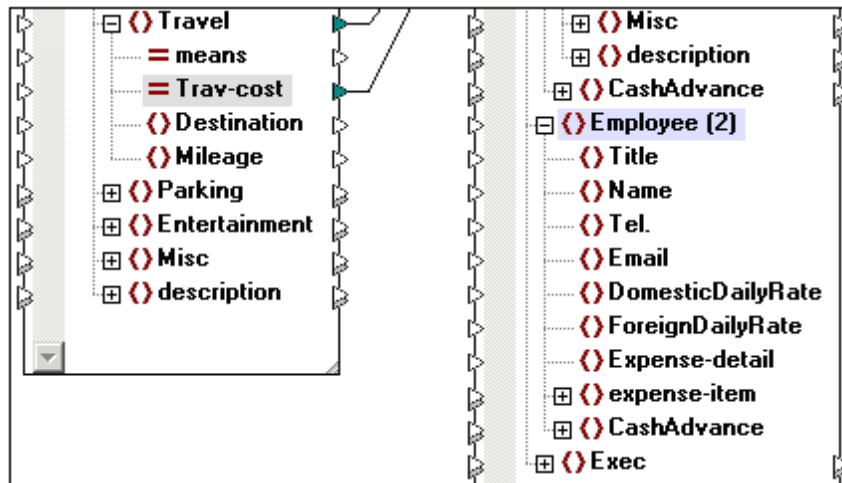 Travel
means
Trav-cost
Destination
Mileage
Parking
Entertainment
Misc
description
Misc
description
CashAdvance
Employee (2)
Title
Name
Tel.
Email
DomesticDailyRate
ForeignDailyRate
Expense-detail
expense-item
CashAdvance
Exec